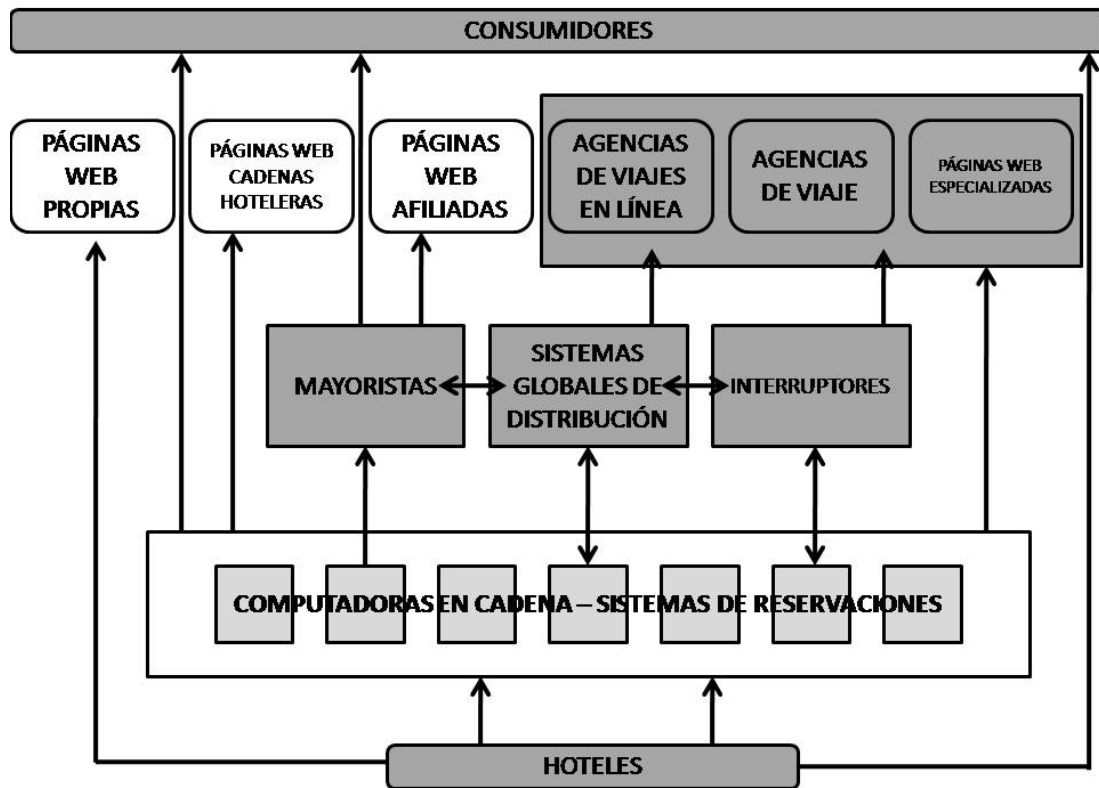 CONSUMIDORES
PÁGINAS
WEB
PROPIAS
PÁGINAS WEB
CADENAS
HOTELERAS
PÁGINAS
WEB
AFILIADAS
AGENCIAS
DE VIAJES
EN LÍNEA
AGENCIAS
DE VIAJE
PÁGINAS WEB
ESPECIALIZADAS
MAYORISTAS
SISTEMAS
GLOBALES DE
DISTRIBUCIÓN
INTERRUPTORES
COMPUTADORAS EN CADENA – SISTEMAS DE RESERVACIONES
HOTELES